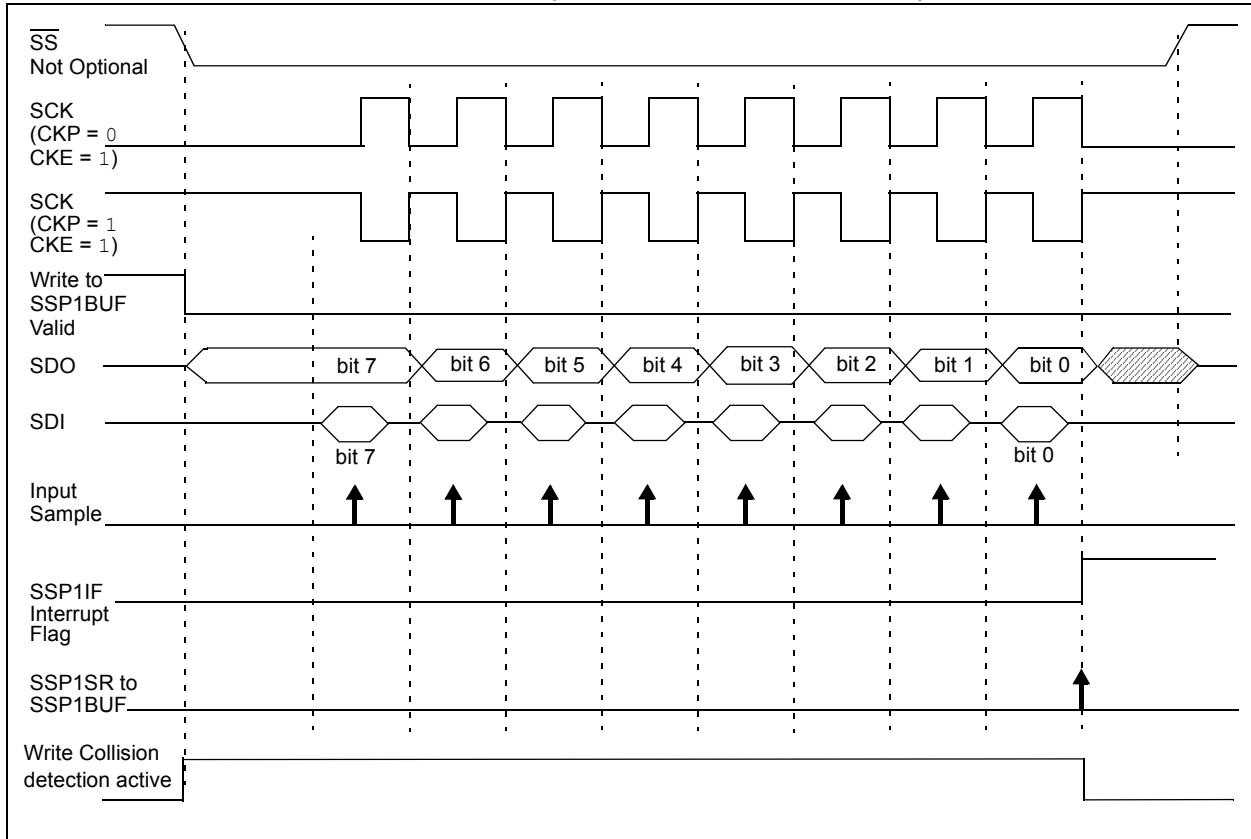 SS
Not Optional
SCK
(CKP = 0
CKE = 1)
SCK
(CKP = 1
CKE = 1)
Write to
SSP1BUF
Valid
SDO
bit 7 bit 6 bit 5 bit 4 bit 3 bit 2 bit 1 bit 0
SDI
bit 7 bit 0
Input
Sample
SSP1IF
Interrupt
Flag
SSP1SR to
SSP1BUF
Write Collision
detection active